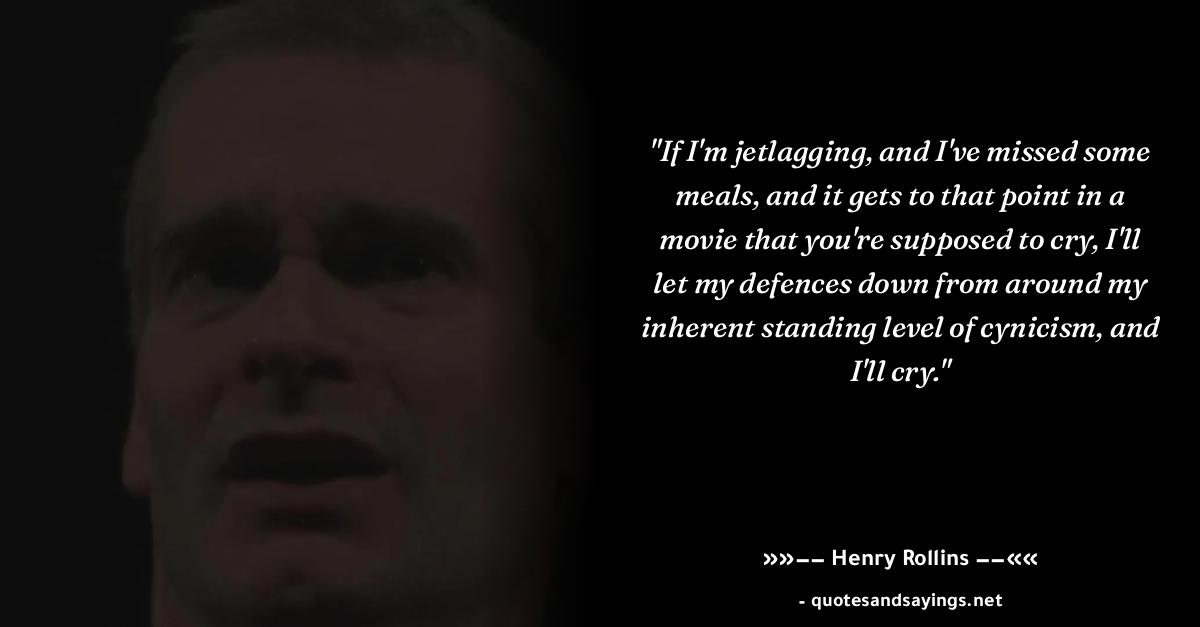 "If I'm jetlagging, and I've missed some
meals, and it gets to that point in a
movie that you're supposed to cry, I'll
let my defences down from around my
inherent standing level of cynicism, and
I'll cry."
»»−− Henry Rollins −−««
- quotesandsayings.net